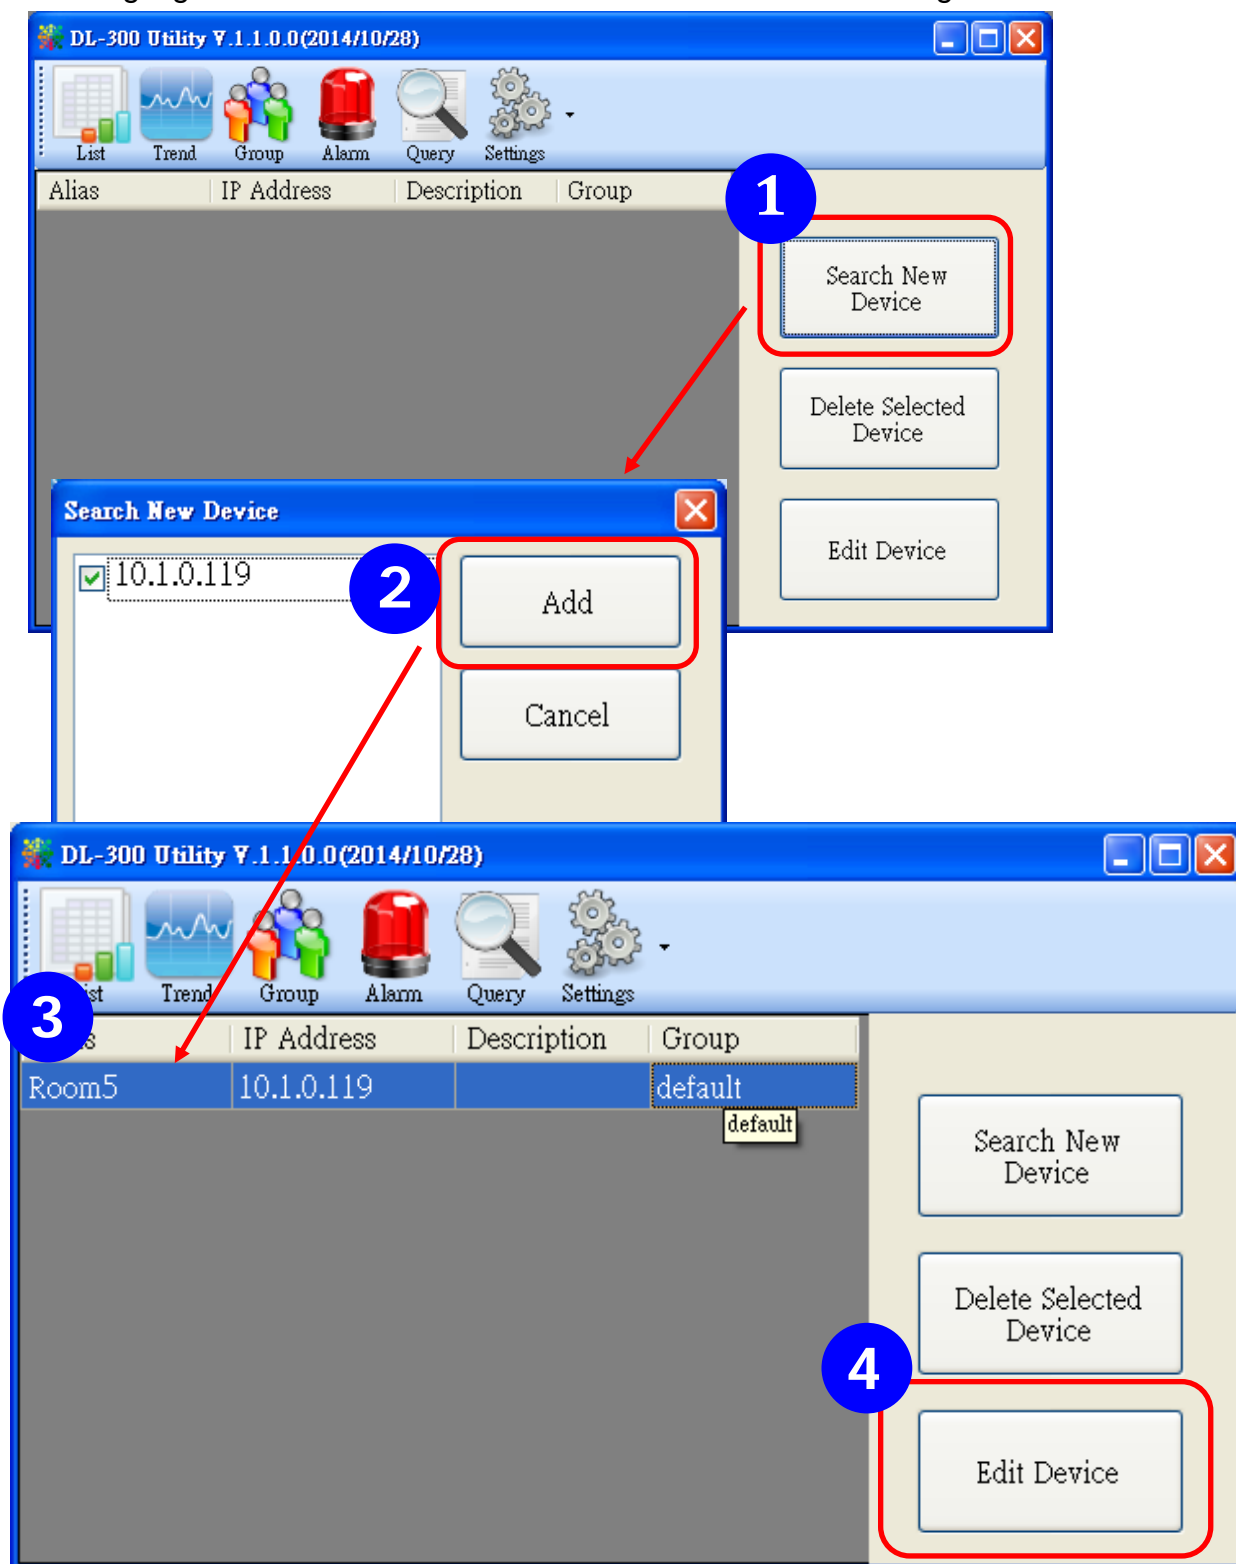 DL-300 Utility V.1.1.0.0(2014/10/28)
List Trend Group Alarm Query Settings
Alias IP Address Description Group
1
Search New
Device
Delete Selected
Device
Edit Device
Search New Device
10.1.0.119
2
Add
Cancel
DL-300 Utility V.1.1.0.0(2014/10/28)
Trend Group Alarm Query Settings
3
IP Address Description Group
Room5 10.1.0.119 default
default
Search New
Device
Delete Selected
Device
4
Edit Device